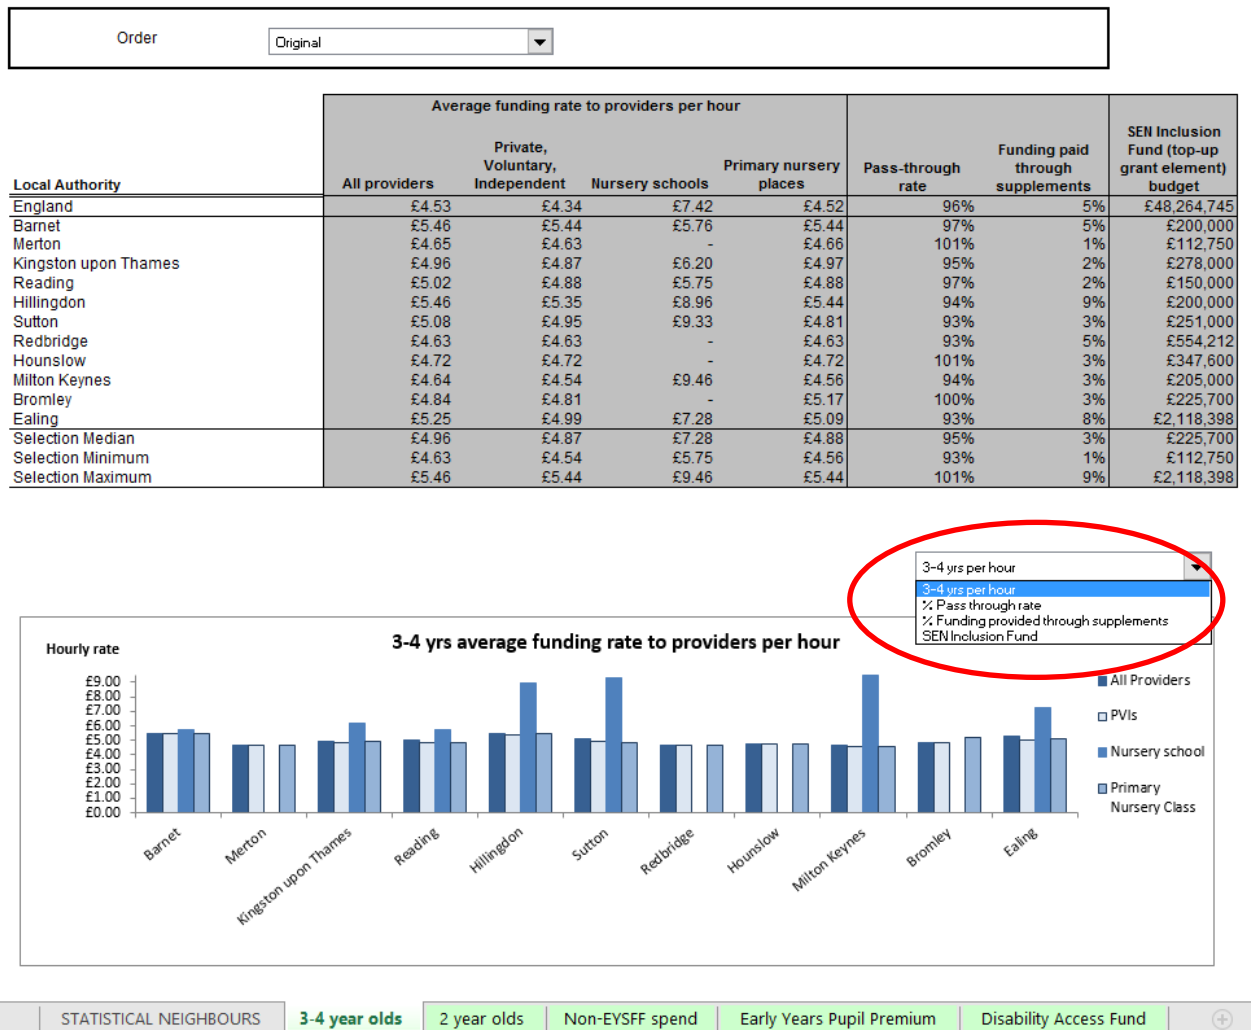 Order Original
Average funding rate to providers per hour
Local Authority All providers Private, Voluntary, Independent Nursery schools Primary nursery places Pass-through rate Funding paid through supplements SEN Inclusion Fund (top-up grant element) budget
England £4.53 £4.34 £7.42 £4.52 96% 5% £48,264,745
Barnet £5.46 £5.44 £5.76 £5.44 97% 5% £200,000
Merton £4.65 £4.63 - £4.66 101% 1% £112,750
Kingston upon Thames £4.96 £4.87 £6.20 £4.97 95% 2% £278,000
Reading £5.02 £4.88 £5.75 £4.88 97% 2% £150,000
Hillingdon £5.46 £5.35 £8.96 £5.44 94% 9% £200,000
Sutton £5.08 £4.95 £9.33 £4.81 93% 3% £251,000
Redbridge £4.63 £4.63 - £4.63 93% 5% £554,212
Hounslow £4.72 £4.72 - £4.72 101% 3% £347,600
Milton Keynes £4.64 £4.54 £9.46 £4.56 94% 3% £205,000
Bromley £4.84 £4.81 - £5.17 100% 3% £225,700
Ealing £5.25 £4.99 £7.28 £5.09 93% 8% £2,118,398
Selection Median £4.96 £4.87 £7.28 £4.88 95% 3% £225,700
Selection Minimum £4.63 £4.54 £5.75 £4.56 93% 1% £112,750
Selection Maximum £5.46 £5.44 £9.46 £5.44 101% 9% £2,118,398
3-4 yrs per hour
3-4 yrs per hour
% Pass through rate
% Funding provided through supplements
SEN Inclusion Fund
3-4 yrs average funding rate to providers per hour
Hourly rate
£9.00
£8.00
£7.00
£6.00
£5.00
£4.00
£3.00
£2.00
£1.00
£0.00
Barnet
Merton
Kingston upon Thames
Reading
Hillingdon
Sutton
Redbridge
Hounslow
Milton Keynes
Bromley
Ealing
All Providers
PVIs
Nursery school
Primary
Nursery Class
STATISTICAL NEIGHBOURS 3-4 year olds 2 year olds Non-EYSFF spend Early Years Pupil Premium Disability Access Fund